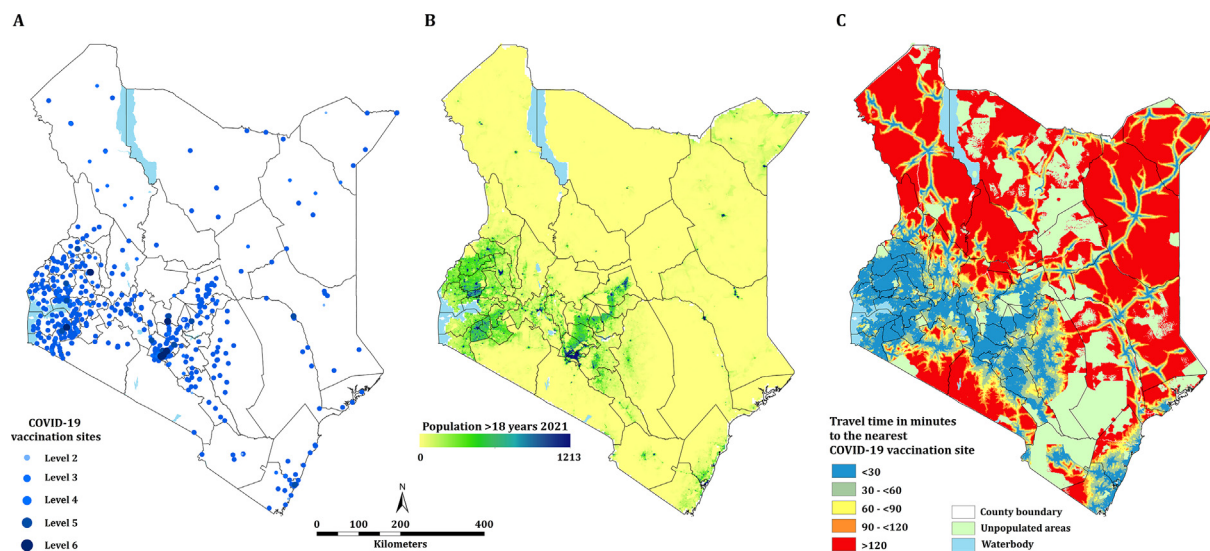 A
B
C
COVID-19
vaccination sites
Level 2
Level 3
Level 4
Level 5
Level 6
N
0 50 100 200 300 400
Kilometers
Population >18 years 2021
0 1213
Travel time in minutes
to the nearest
COVID-19 vaccination site
<30
30 - <60
60 - <90
90 - <120
>120
County boundary
Unpopulated areas
Waterbody